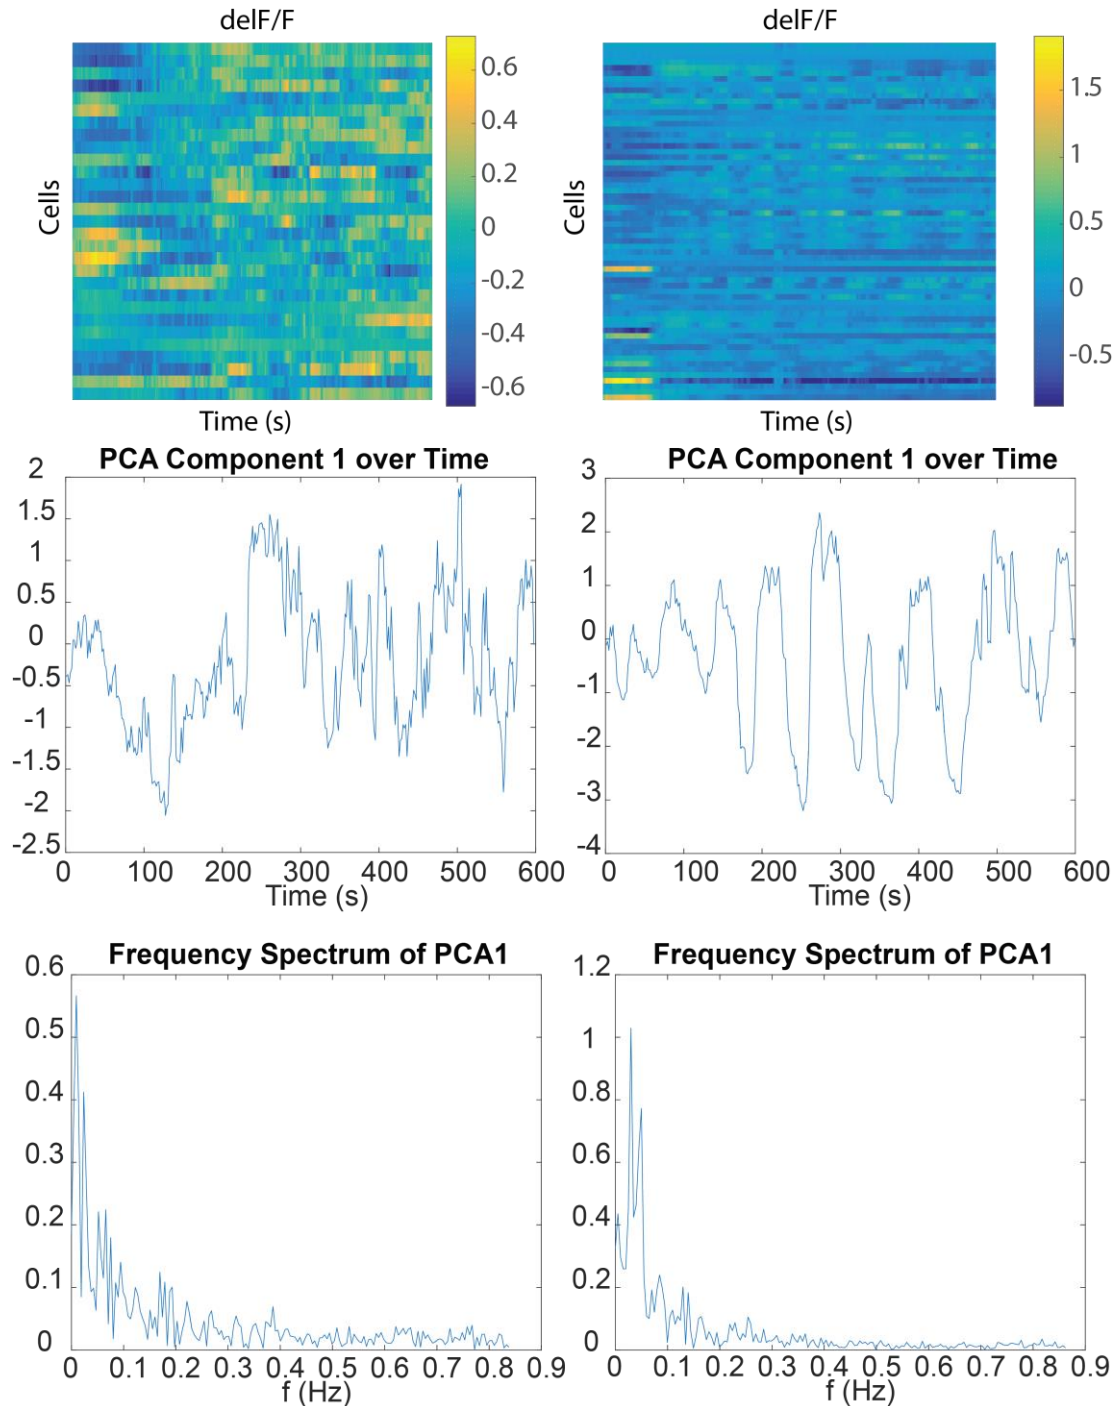 delF/F
0.6
0.4
0.2
0
-0.2
-0.4
-0.6
Cells
Time (s)
delF/F
1.5
1
0.5
0
-0.5
Cells
Time (s)
PCA Component 1 over Time
2
1.5
1
0.5
0
-0.5
-1
-1.5
-2
-2.5
0 100 200 300 400 500 600
Time (s)
PCA Component 1 over Time
3
2
1
0
-1
-2
-3
-4
0 100 200 300 400 500 600
Time (s)
Frequency Spectrum of PCA1
0.6
0.5
0.4
0.3
0.2
0.1
0
0 0.1 0.2 0.3 0.4 0.5 0.6 0.7 0.8 0.9
f (Hz)
Frequency Spectrum of PCA1
1.2
1
0.8
0.6
0.4
0.2
0
0 0.1 0.2 0.3 0.4 0.5 0.6 0.7 0.8 0.9
f (Hz)